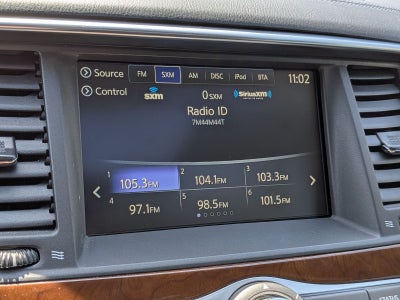 Source FM SXM AM DISC iPod BTA 11:02
Control sxm 0 SXM SiriusXM
Radio ID
7M44M44T
1 105.3FM 2 104.1FM 3 103.3FM
4 97.1FM 5 98.5FM 6 101.5FM
STATUS